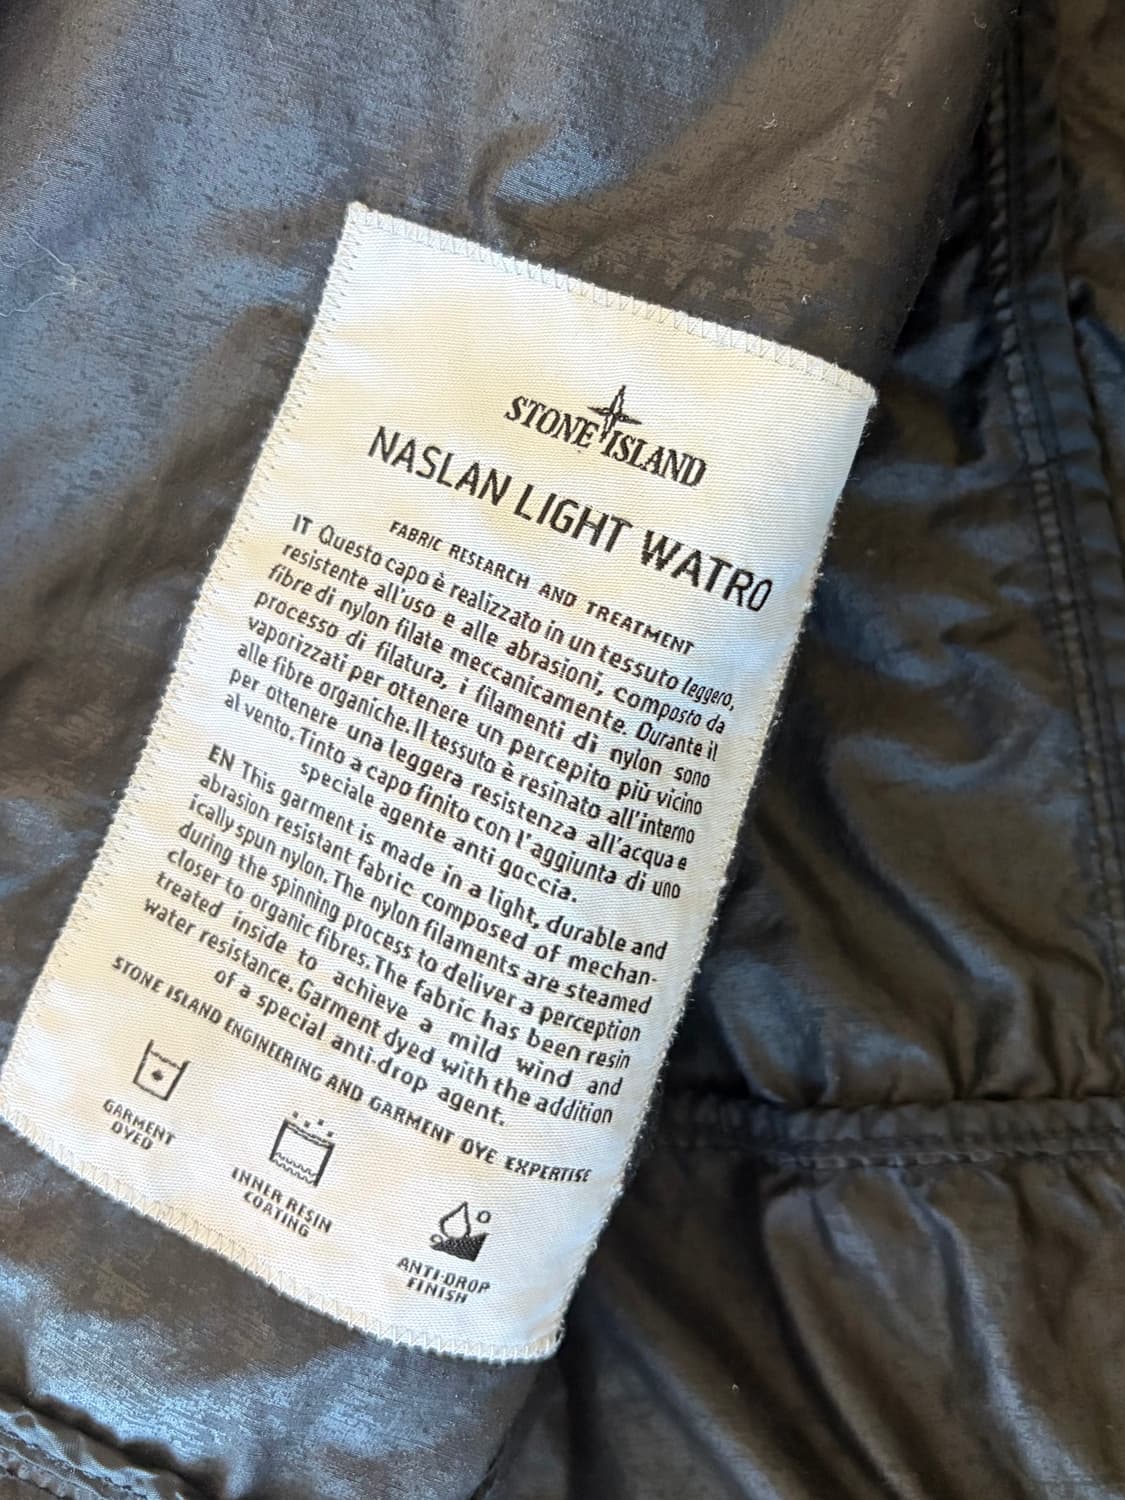 STONE ISLAND
NASLAN LIGHT WATRO
FABRIC RESEARCH AND TREATMENT
IT Questo capo è realizzato in un tessuto leggero,
resistente all'uso e alle abrasioni, composto da
fibre di nylon filate meccanicamente. Durante il
processo di filatura, i filamenti di nylon sono
vaporizzati per ottenere un percepito più vicino
alle fibre organiche. Il tessuto è resinato all'interno
per ottenere una leggera resistenza all'acqua e
al vento. Tinto a capo finito con l'aggiunta di uno
speciale agente anti goccia.
EN This garment is made in a light, durable and
abrasion resistant fabric composed of mechan-
ically spun nylon. The nylon filaments are steamed
during the spinning process to deliver a perception
closer to organic fibres. The fabric has been resin
treated inside to achieve a mild wind and
water resistance. Garment dyed with the addition
of a special anti-drop agent.
STONE ISLAND ENGINEERING AND GARMENT DYE EXPERTISE
GARMENT
DYED
INNER RESIN
COATING
ANTI-DROP
FINISH